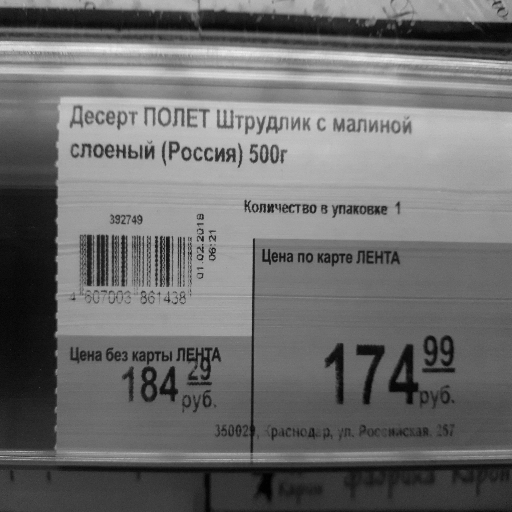 Десерт ПОЛЕТ Штрудлик с малиной
слоеный (Россия) 500г
Количество в упаковке 1
392749
01.02.2018
06:21
4 607003 861438
Цена по карте ЛЕНТА
174 99
руб.
Цена без карты ЛЕНТА
184 29
руб.
350029, Краснодар, ул. Российская, 257